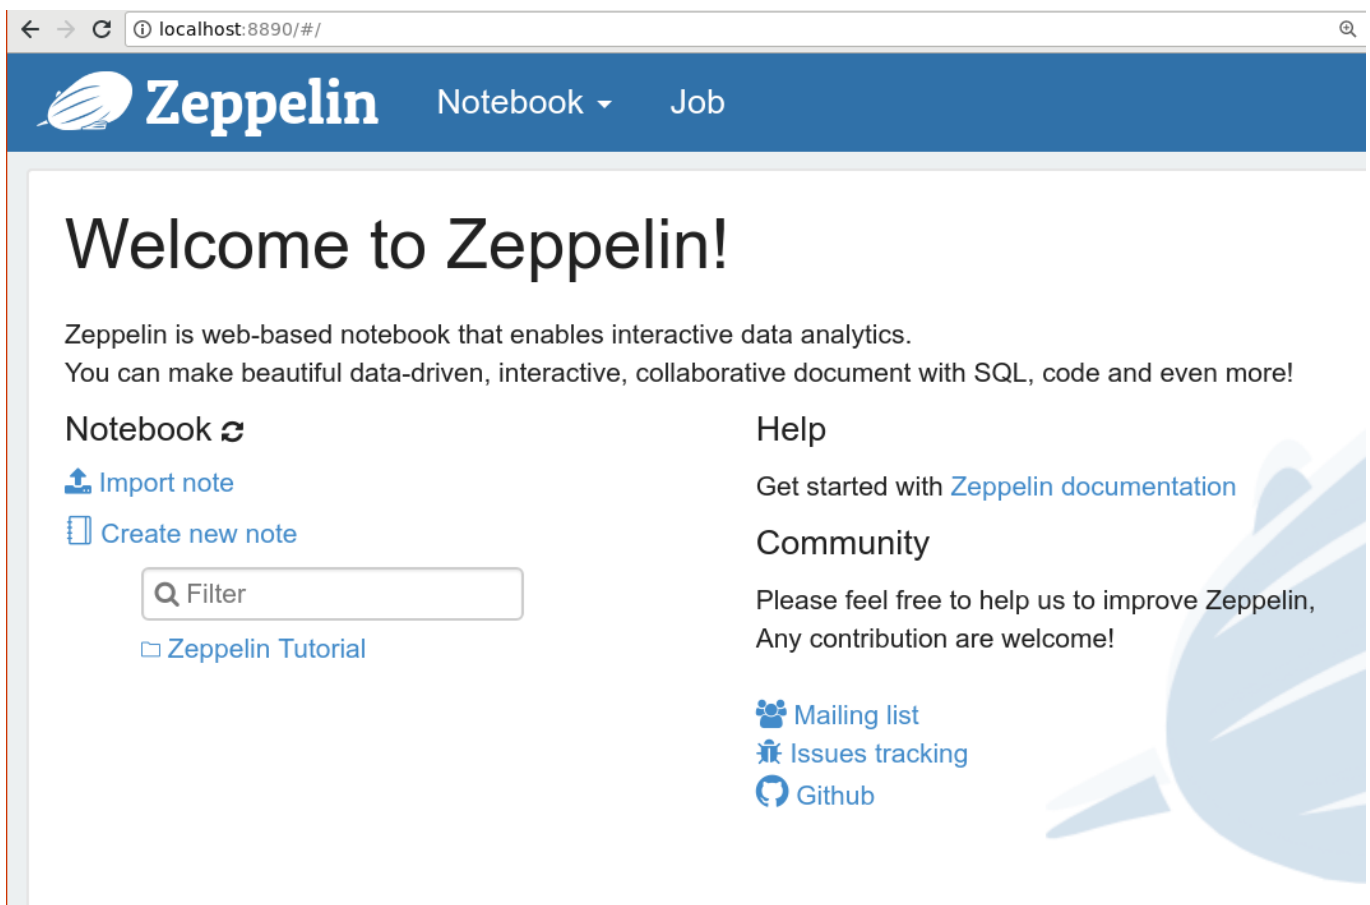 localhost:8890/#/
Zeppelin Notebook Job
Welcome to Zeppelin!
Zeppelin is web-based notebook that enables interactive data analytics.
You can make beautiful data-driven, interactive, collaborative document with SQL, code and even more!
Notebook
Import note
Create new note
Filter
Zeppelin Tutorial
Help
Get started with Zeppelin documentation
Community
Please feel free to help us to improve Zeppelin,
Any contribution are welcome!
Mailing list
Issues tracking
Github